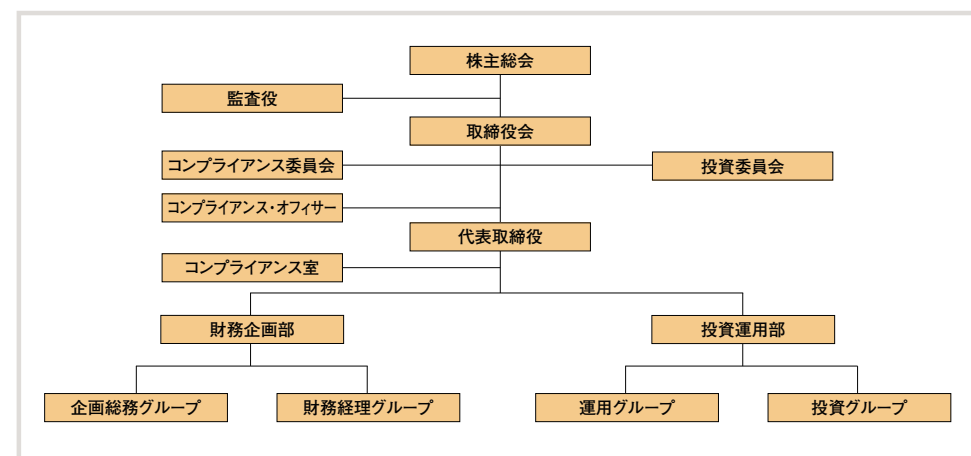 株主総会
監査役
取締役会
コンプライアンス委員会
投資委員会
コンプライアンス・オフィサー
代表取締役
コンプライアンス室
財務企画部
投資運用部
企画総務グループ
財務経理グループ
運用グループ
投資グループ